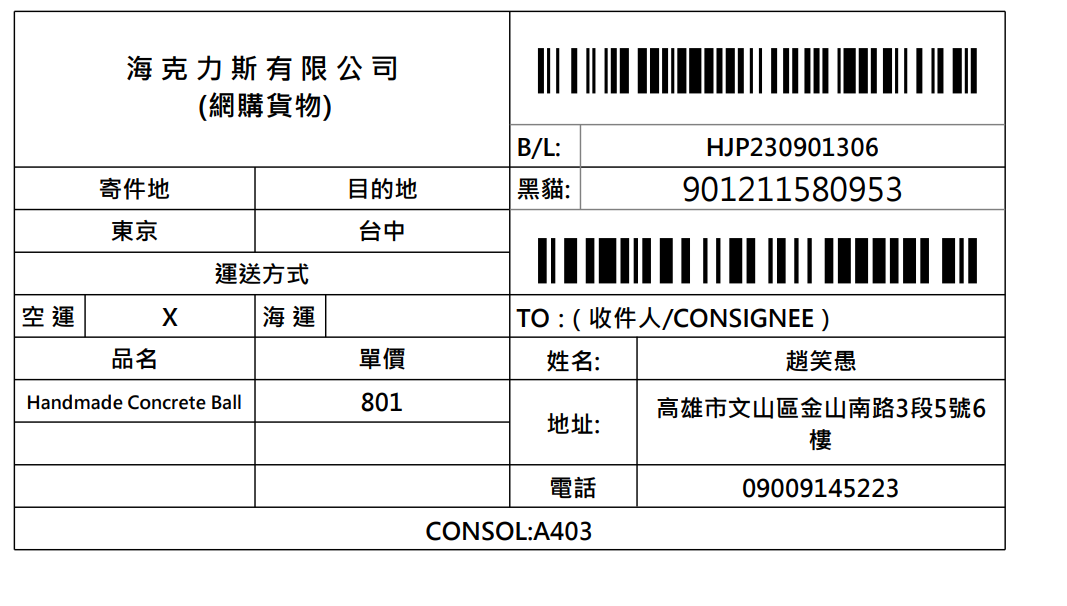 海克力斯有限公司
(網購貨物)
B/L: HJP230901306
寄件地 目的地 黑貓: 901211580953
東京 台中
運送方式
空運 X 海運 TO : ( 收件人/CONSIGNEE )
品名 單價 姓名: 趙笑愚
Handmade Concrete Ball 801 地址: 高雄市文山區金山南路3段5號6
樓
電話 09009145223
CONSOL:A403